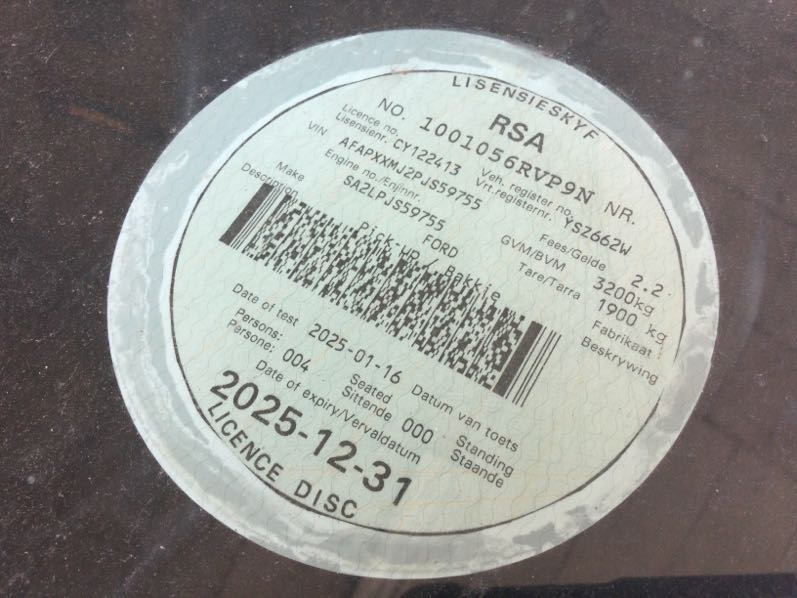 LISENSIESKYF
RSA
NO. 1001056RVP9N NR.
Licence no. Lisensienr. CY122413 Veh. register no. Vrt.registernr. YSZ662W
VIN AFAPXXMJ2PJS59755 Fees/Gelde 2.2
Engine no./Enjinnr. SA2LPJS59755 GVM/BVM 3200kg
Make FORD Tare/Tarra 1900 kg
Fabrikaat
Description Pick-up / Bakkie Beskrywing
Date of test 2025-01-16 Datum van toets
Persons: Persone: 004 Seated Sittende 000 Standing Staande
Date of expiry/Vervaldatum
2025-12-31
LICENCE DISC